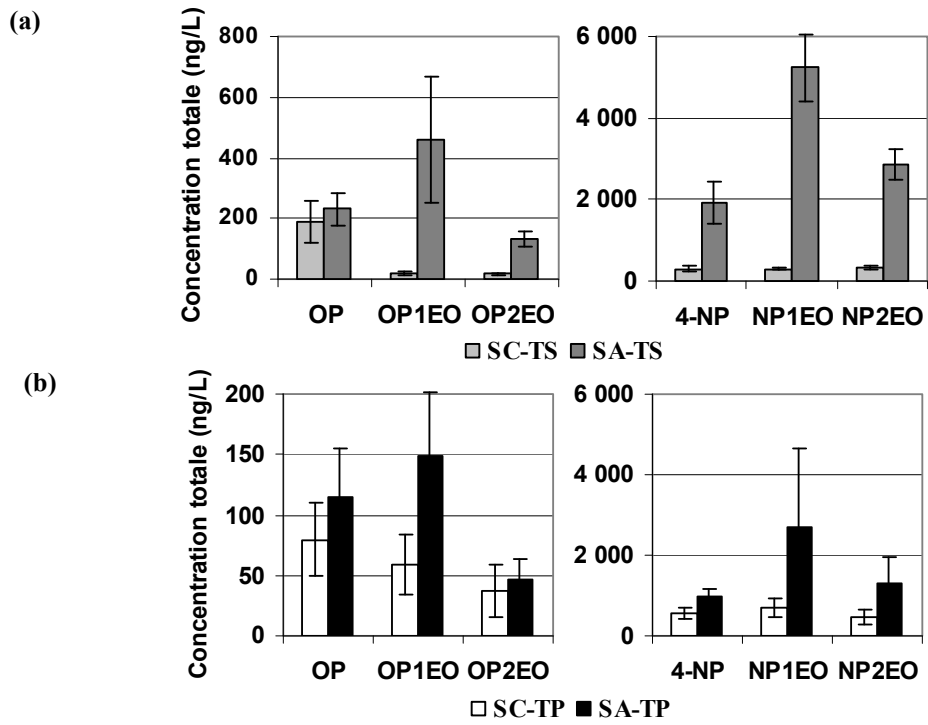 (a)
Concentration totale (ng/L)
800
600
400
200
0
OP OP1EO OP2EO
6 000
4 000
2 000
0
4-NP NP1EO NP2EO
SC-TS SA-TS
(b)
Concentration totale (ng/L)
200
150
100
50
0
OP OP1EO OP2EO
6 000
4 000
2 000
0
4-NP NP1EO NP2EO
SC-TP SA-TP